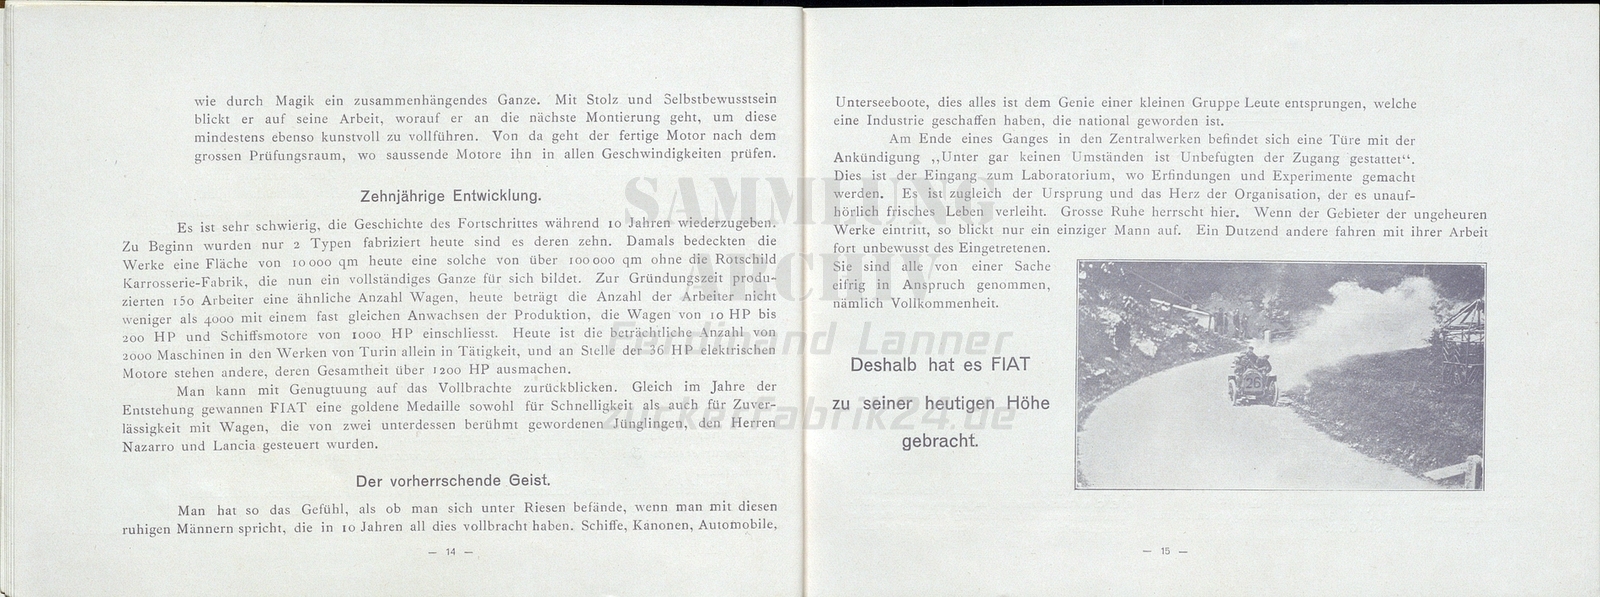 wie durch Magik ein zusammenhängendes Ganze. Mit Stolz und Selbstbewusstsein
blickt er auf seine Arbeit, worauf er an die nächste Montierung geht, um diese
mindestens ebenso kunstvoll zu vollführen. Von da geht der fertige Motor nach dem
grossen Prüfungsraum, wo saussende Motore ihn in allen Geschwindigkeiten prüfen.
Zehnjährige Entwicklung.
Es ist sehr schwierig, die Geschichte des Fortschrittes während 10 Jahren wiederzugeben.
Zu Beginn wurden nur 2 Typen fabriziert heute sind es deren zehn. Damals bedeckten die
Werke eine Fläche von 10 000 qm heute eine solche von über 100 000 qm ohne die Rotschild
Karrosserie-Fabrik, die nun ein vollständiges Ganze für sich bildet. Zur Gründungszeit produ-
zierten 150 Arbeiter eine ähnliche Anzahl Wagen, heute beträgt die Anzahl der Arbeiter nicht
weniger als 4000 mit einem fast gleichen Anwachsen der Produktion, die Wagen von 10 HP bis
200 HP und Schiffsmotore von 1000 HP einschliesst. Heute ist die beträchtliche Anzahl von
2000 Maschinen in den Werken von Turin allein in Tätigkeit, und an Stelle der 36 HP elektrischen
Motore stehen andere, deren Gesamtheit über 1200 HP ausmachen.
Man kann mit Genugtuung auf das Vollbrachte zurückblicken. Gleich im Jahre der
Entstehung gewannen FIAT eine goldene Medaille sowohl für Schnelligkeit als auch für Zuver-
lässigkeit mit Wagen, die von zwei unterdessen berühmt gewordenen Jünglingen, den Herren
Nazarro und Lancia gesteuert wurden.
Der vorherrschende Geist.
Man hat so das Gefühl, als ob man sich unter Riesen befände, wenn man mit diesen
ruhigen Männern spricht, die in 10 Jahren all dies vollbracht haben. Schiffe, Kanonen, Automobile,
— 14 —
Unterseeboote, dies alles ist dem Genie einer kleinen Gruppe Leute entsprungen, welche
eine Industrie geschaffen haben, die national geworden ist.
Am Ende eines Ganges in den Zentralwerken befindet sich eine Türe mit der
Ankündigung „Unter gar keinen Umständen ist Unbefugten der Zugang gestattet“.
Dies ist der Eingang zum Laboratorium, wo Erfindungen und Experimente gemacht
werden. Es ist zugleich der Ursprung und das Herz der Organisation, der es unauf-
hörlich frisches Leben verleiht. Grosse Ruhe herrscht hier. Wenn der Gebieter der ungeheuren
Werke eintritt, so blickt nur ein einziger Mann auf. Ein Dutzend andere fahren mit ihrer Arbeit
fort unbewusst des Eingetretenen.
Sie sind alle von einer Sache
eifrig in Anspruch genommen,
nämlich Vollkommenheit.
Deshalb hat es FIAT
zu seiner heutigen Höhe
gebracht.
26
— 15 —
SAMMLUNG
ARCHIV
Ferdinand Lanner
zuckerfabrik24.de